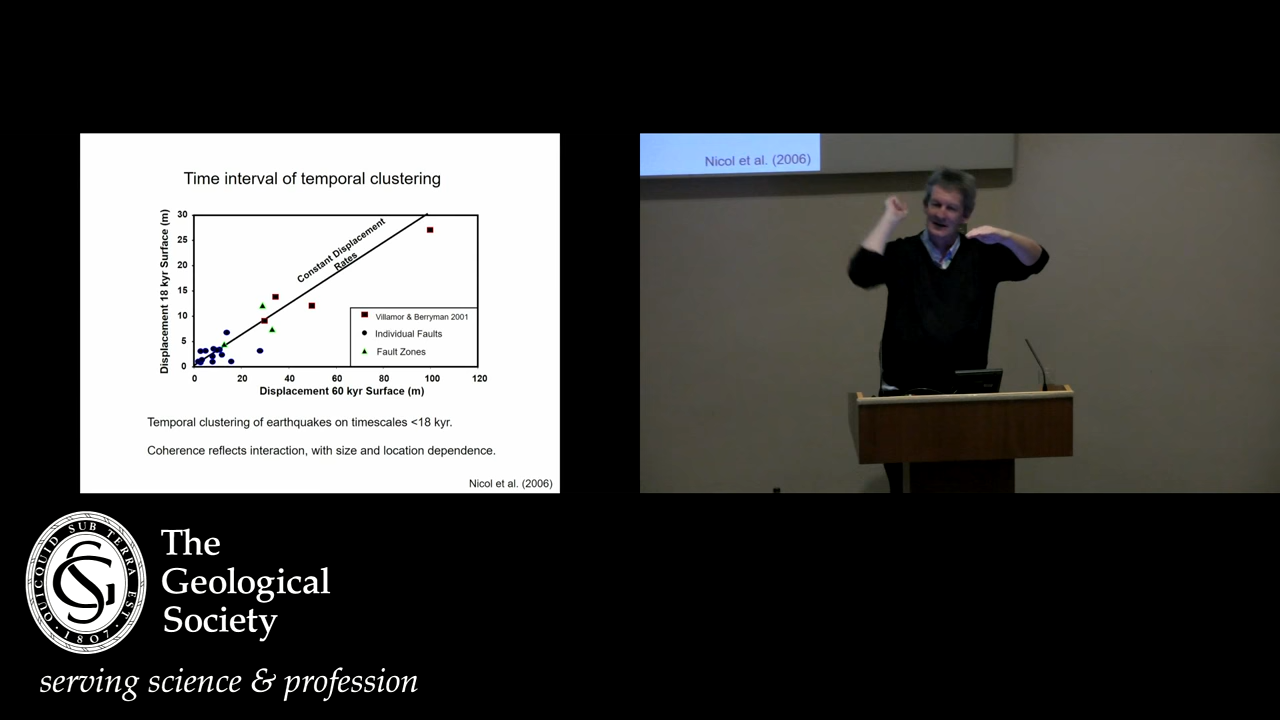 Time interval of temporal clustering
Displacement 18 kyr Surface (m)
30
25
20
15
10
5
0
Constant Displacement
Rates
Villamor & Berryman 2001
Individual Faults
Fault Zones
0 20 40 60 80 100 120
Displacement 60 kyr Surface (m)
Temporal clustering of earthquakes on timescales <18 kyr.
Coherence reflects interaction, with size and location dependence.
Nicol et al. (2006)
Nicol et al. (2006)
QUICQUID SUB TERRA EST
· 1807 ·
GS
The
Geological
Society
serving science & profession